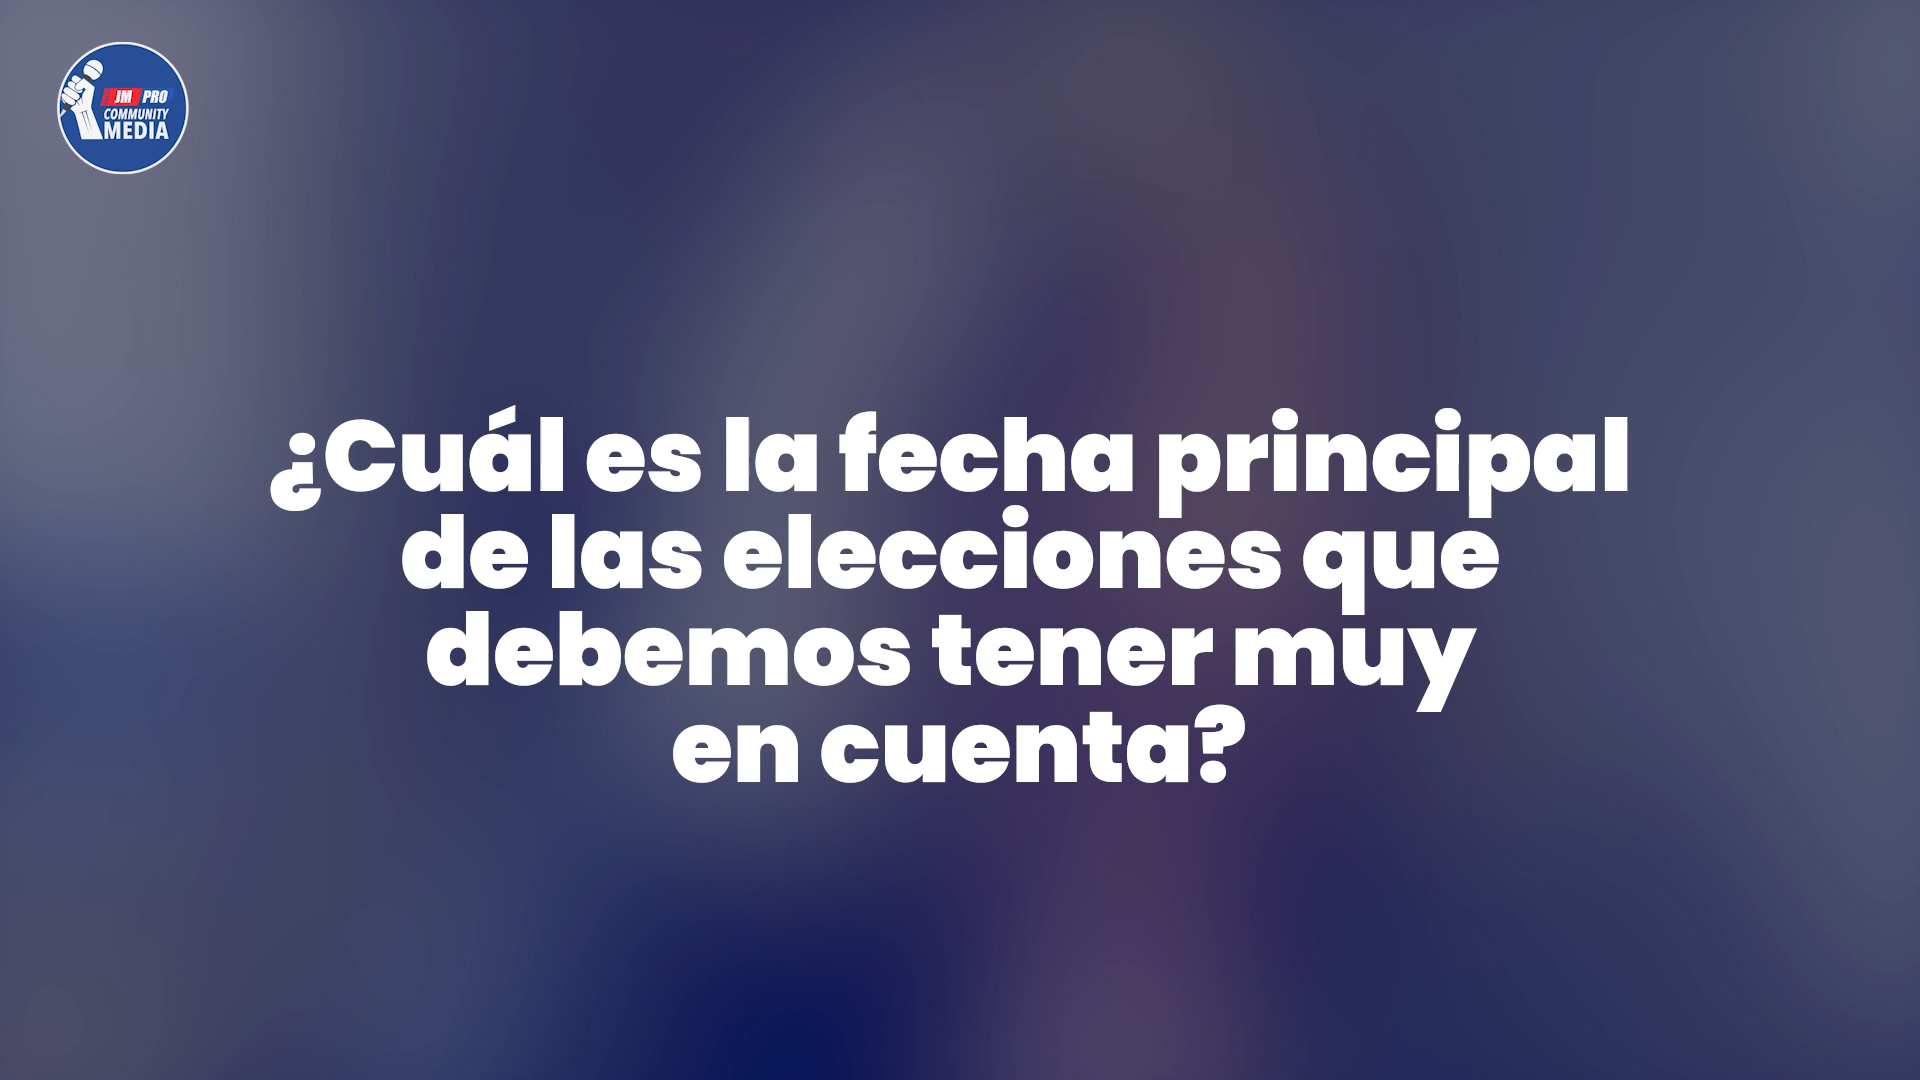 JM PRO
COMMUNITY
MEDIA
¿Cuál es la fecha principal
de las elecciones que
debemos tener muy
en cuenta?